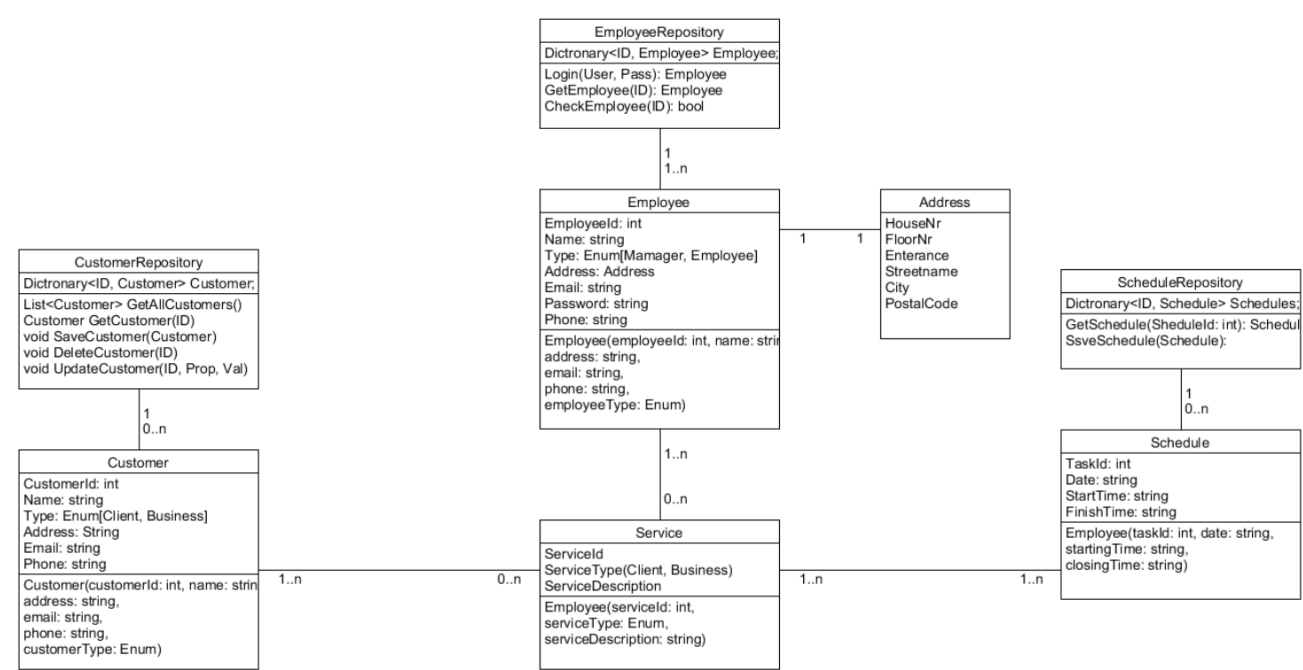 EmployeeRepository
Dictronary<ID, Employee> Employee;
Login(User, Pass): Employee
GetEmployee(ID): Employee
CheckEmployee(ID): bool
1
1..n
Employee
EmployeeId: int
Name: string
Type: Enum[Manager, Employee]
Address: Address
Email: string
Password: string
Phone: string
Employee(employeeId: int, name: strin
address: string,
email: string,
phone: string,
employeeType: Enum)
1
1
Address
HouseNr
FloorNr
Enterance
Streetname
City
PostalCode
CustomerRepository
Dictronary<ID, Customer> Customer;
List<Customer> GetAllCustomers()
Customer GetCustomer(ID)
void SaveCustomer(Customer)
void DeleteCustomer(ID)
void UpdateCustomer(ID, Prop, Val)
1
0..n
Customer
CustomerId: int
Name: string
Type: Enum[Client, Business]
Address: String
Email: string
Phone: string
Customer(customerId: int, name: strin
address: string,
email: string,
phone: string,
customerType: Enum)
1..n
0..n
1..n
0..n
Service
ServiceId
ServiceType(Client, Business)
ServiceDescription
Employee(serviceId: int,
serviceType: Enum,
serviceDescription: string)
1..n
1..n
ScheduleRepository
Dictronary<ID, Schedule> Schedules;
GetSchedule(SheduleId: int): Schedul
SsveSchedule(Schedule):
1
0..n
Schedule
TaskId: int
Date: string
StartTime: string
FinishTime: string
Employee(taskId: int, date: string,
startingTime: string,
closingTime: string)